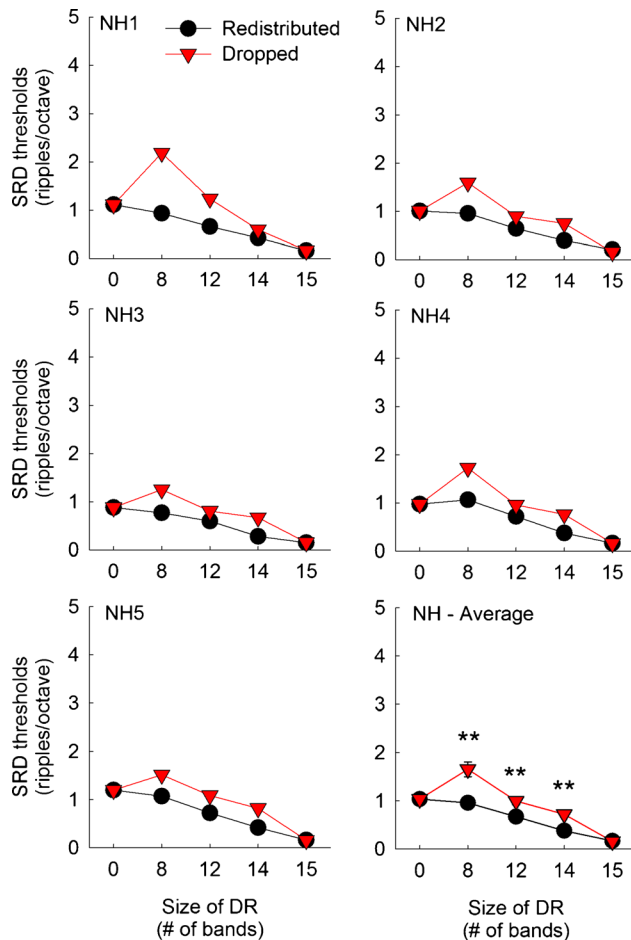 NH1
Redistributed
Dropped
SRD thresholds
(ripples/octave)
5
4
3
2
1
0
0 8 12 14 15
NH2
5
4
3
2
1
0
0 8 12 14 15
NH3
SRD thresholds
(ripples/octave)
5
4
3
2
1
0
0 8 12 14 15
NH4
5
4
3
2
1
0
0 8 12 14 15
NH5
SRD thresholds
(ripples/octave)
5
4
3
2
1
0
0 8 12 14 15
Size of DR
(# of bands)
NH - Average
5
4
3
2
1
0
** ** **
0 8 12 14 15
Size of DR
(# of bands)